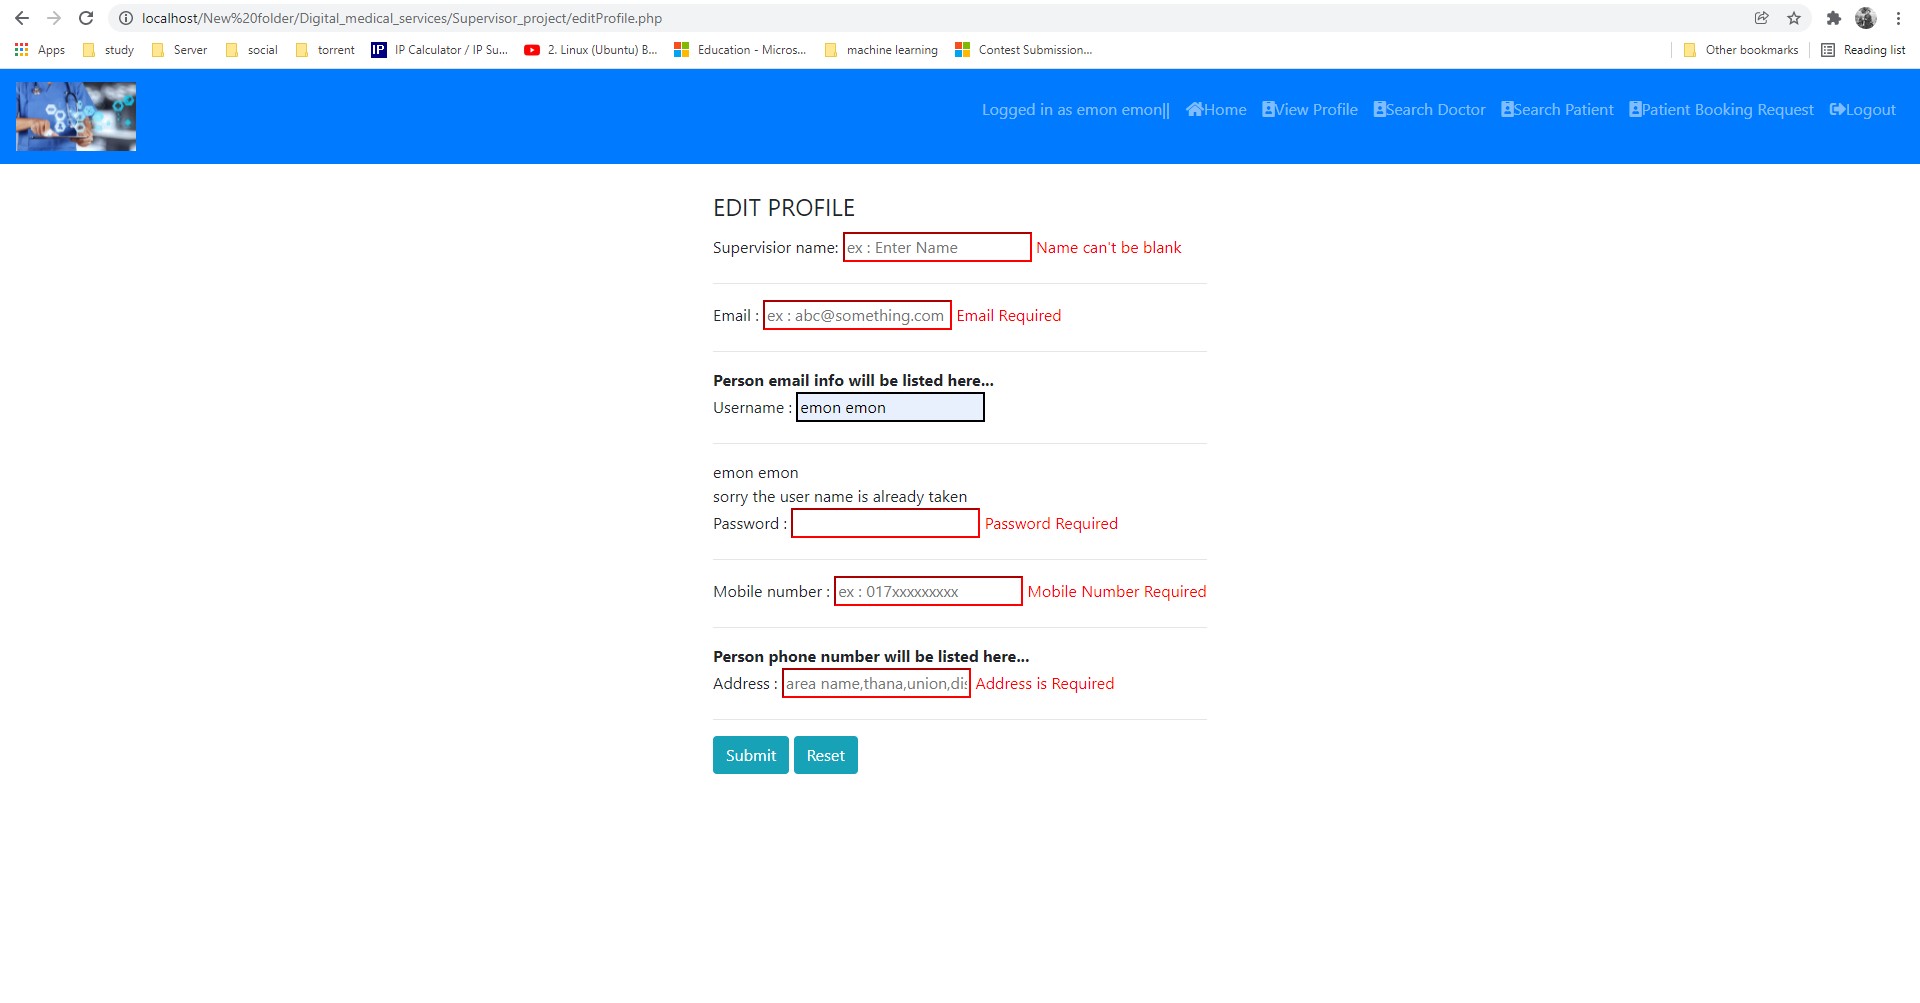 localhost/New%20folder/Digital_medical_services/Supervisor_project/editProfile.php
Apps study Server social torrent IP IP Calculator / IP Su... 2. Linux (Ubuntu) B... Education - Micros... machine learning Contest Submission... Other bookmarks Reading list
Logged in as emon emon|| Home View Profile Search Doctor Search Patient Patient Booking Request Logout
EDIT PROFILE
Supervisior name: ex : Enter Name Name can't be blank
Email : ex : abc@something.com Email Required
Person email info will be listed here...
Username : emon emon
emon emon
sorry the user name is already taken
Password : Password Required
Mobile number : ex : 017xxxxxxxxx Mobile Number Required
Person phone number will be listed here...
Address : area name,thana,union,dis Address is Required
Submit Reset